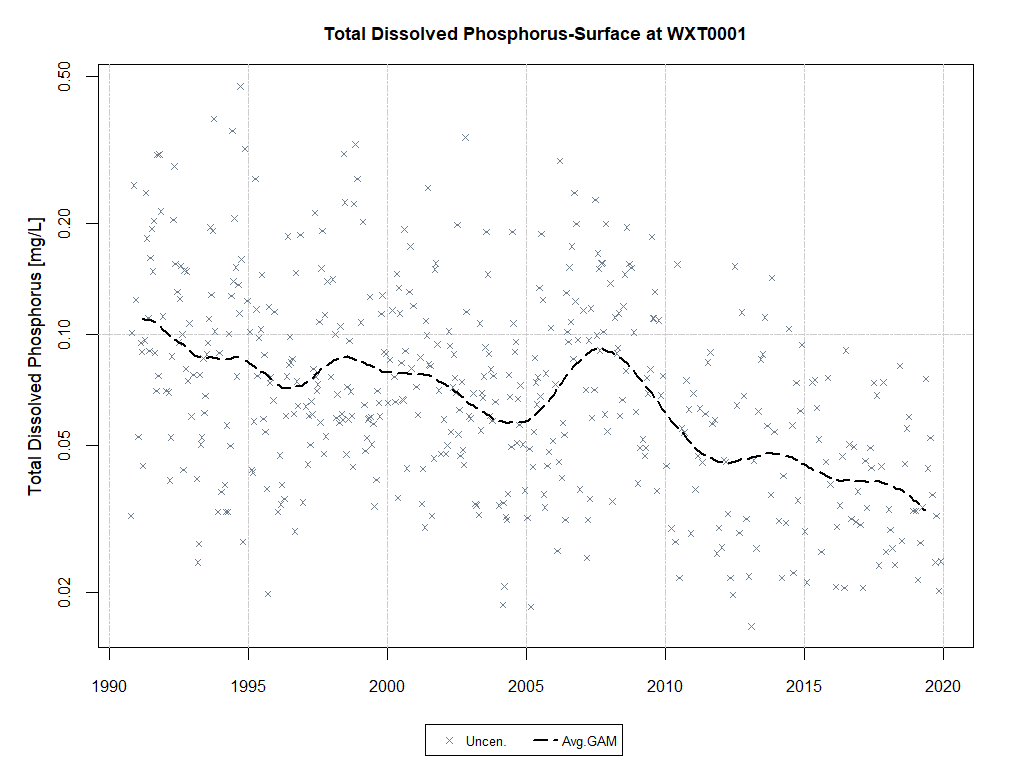 Total Dissolved Phosphorus-Surface at WXT0001
Total Dissolved Phosphorus [mg/L]
0.50
0.20
0.10
0.05
0.02
1990 1995 2000 2005 2010 2015 2020
Uncen. Avg.GAM